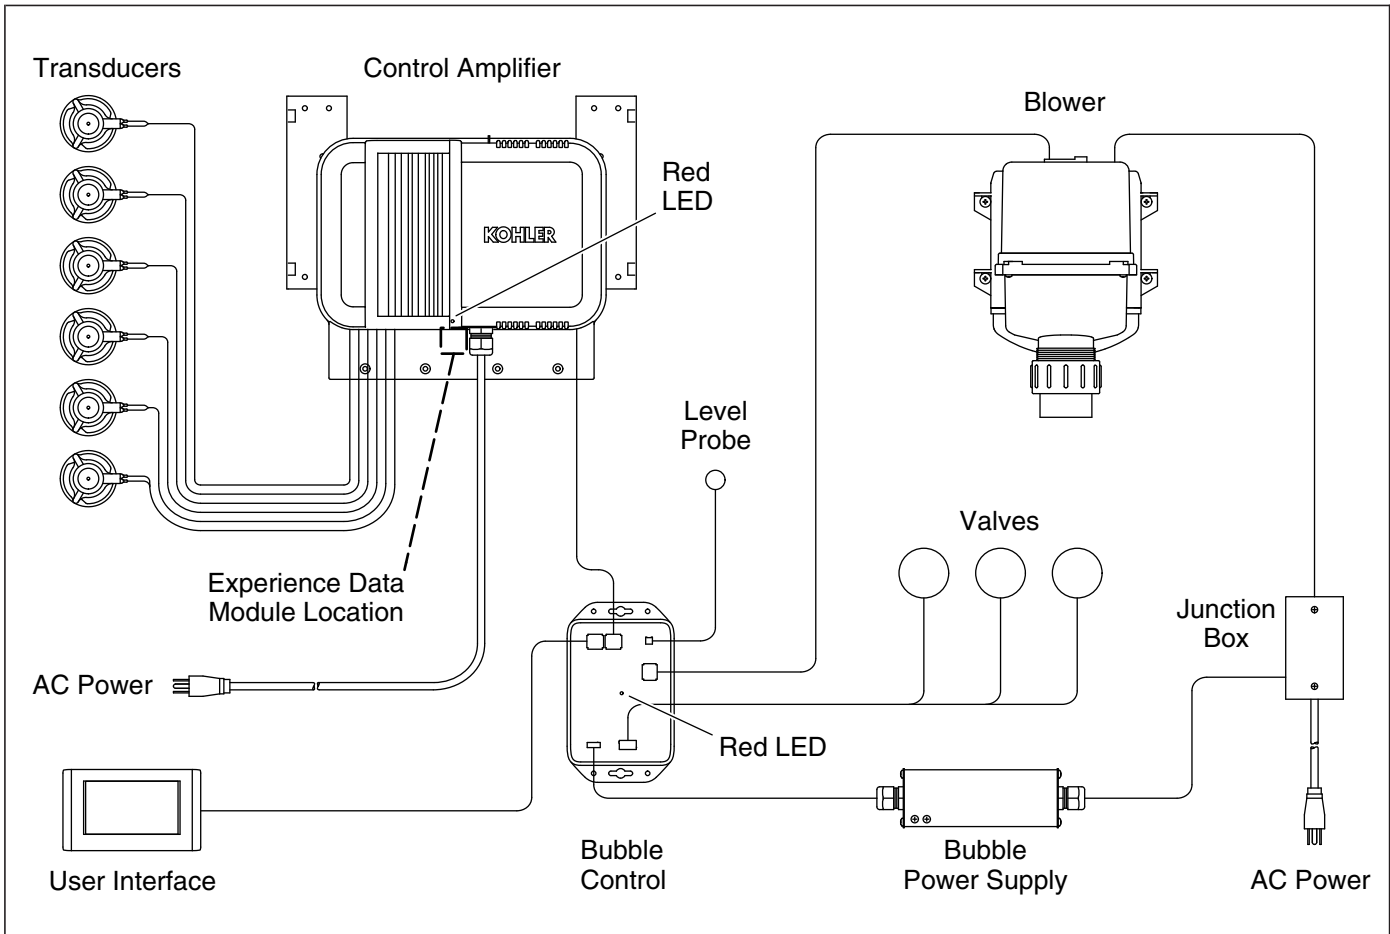 Transducers
Control Amplifier
Blower
Red
LED
KOHLER
Level
Probe
Valves
Experience Data
Module Location
Junction
Box
AC Power
Red LED
User Interface
Bubble
Control
Bubble
Power Supply
AC Power